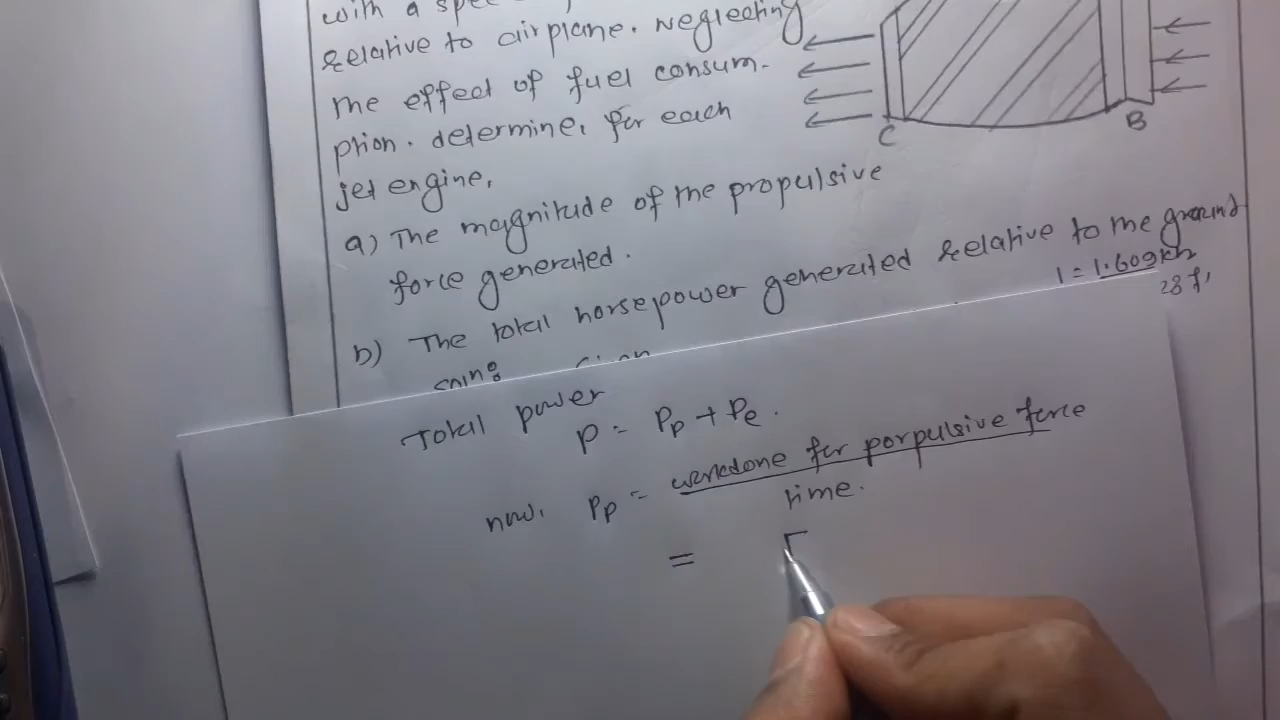 with a
relative to airplane. neglecting
the effect of fuel consum-
ption. determine, for each
jet engine,
a) The magnitude of the propulsive
force generated.
b) The total horsepower generated relative to the ground
1 = 1.609km
C
B
Total power
P = Pp + Pe.
now, Pp = workdone for porpulsive force
time.
=